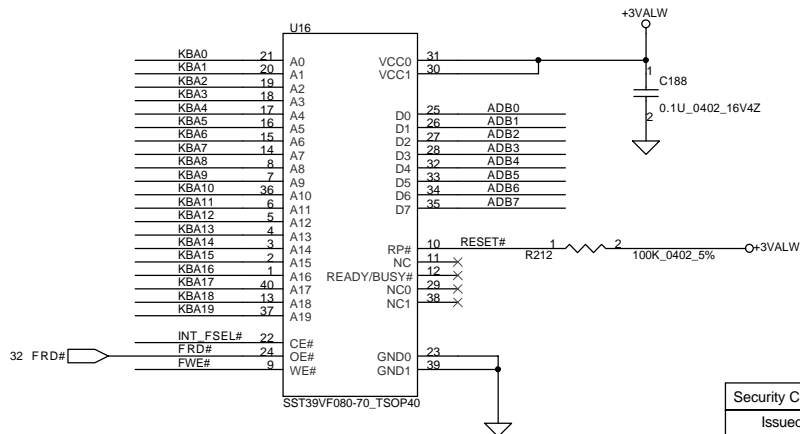 +3VALW
U16
KBA0 21 A0 VCC0 31
KBA1 20 A1 VCC1 30
KBA2 19 A2
KBA3 18 A3
KBA4 17 A4 D0 25 ADB0
KBA5 16 A5 D1 26 ADB1
KBA6 15 A6 D2 27 ADB2
KBA7 14 A7 D3 28 ADB3
KBA8 8 A8 D4 32 ADB4
KBA9 7 A9 D5 33 ADB5
KBA10 36 A10 D6 34 ADB6
KBA11 6 A11 D7 35 ADB7
KBA12 5 A12
KBA13 4 A13
KBA14 3 A14 RP# 10 RESET# 1 2 +3VALW
KBA15 2 A15 NC 11 R212 100K_0402_5%
KBA16 1 A16 READY/BUSY# 12
KBA17 40 A17 NC0 29
KBA18 13 A18 NC1 38
KBA19 37 A19
1
C188
0.1U_0402_16V4Z
2
INT_FSEL# 22 CE#
32 FRD# FRD# 24 OE# GND0 23
FWE# 9 WE# GND1 39
SST39VF080-70_TSOP40
Security C
Issued